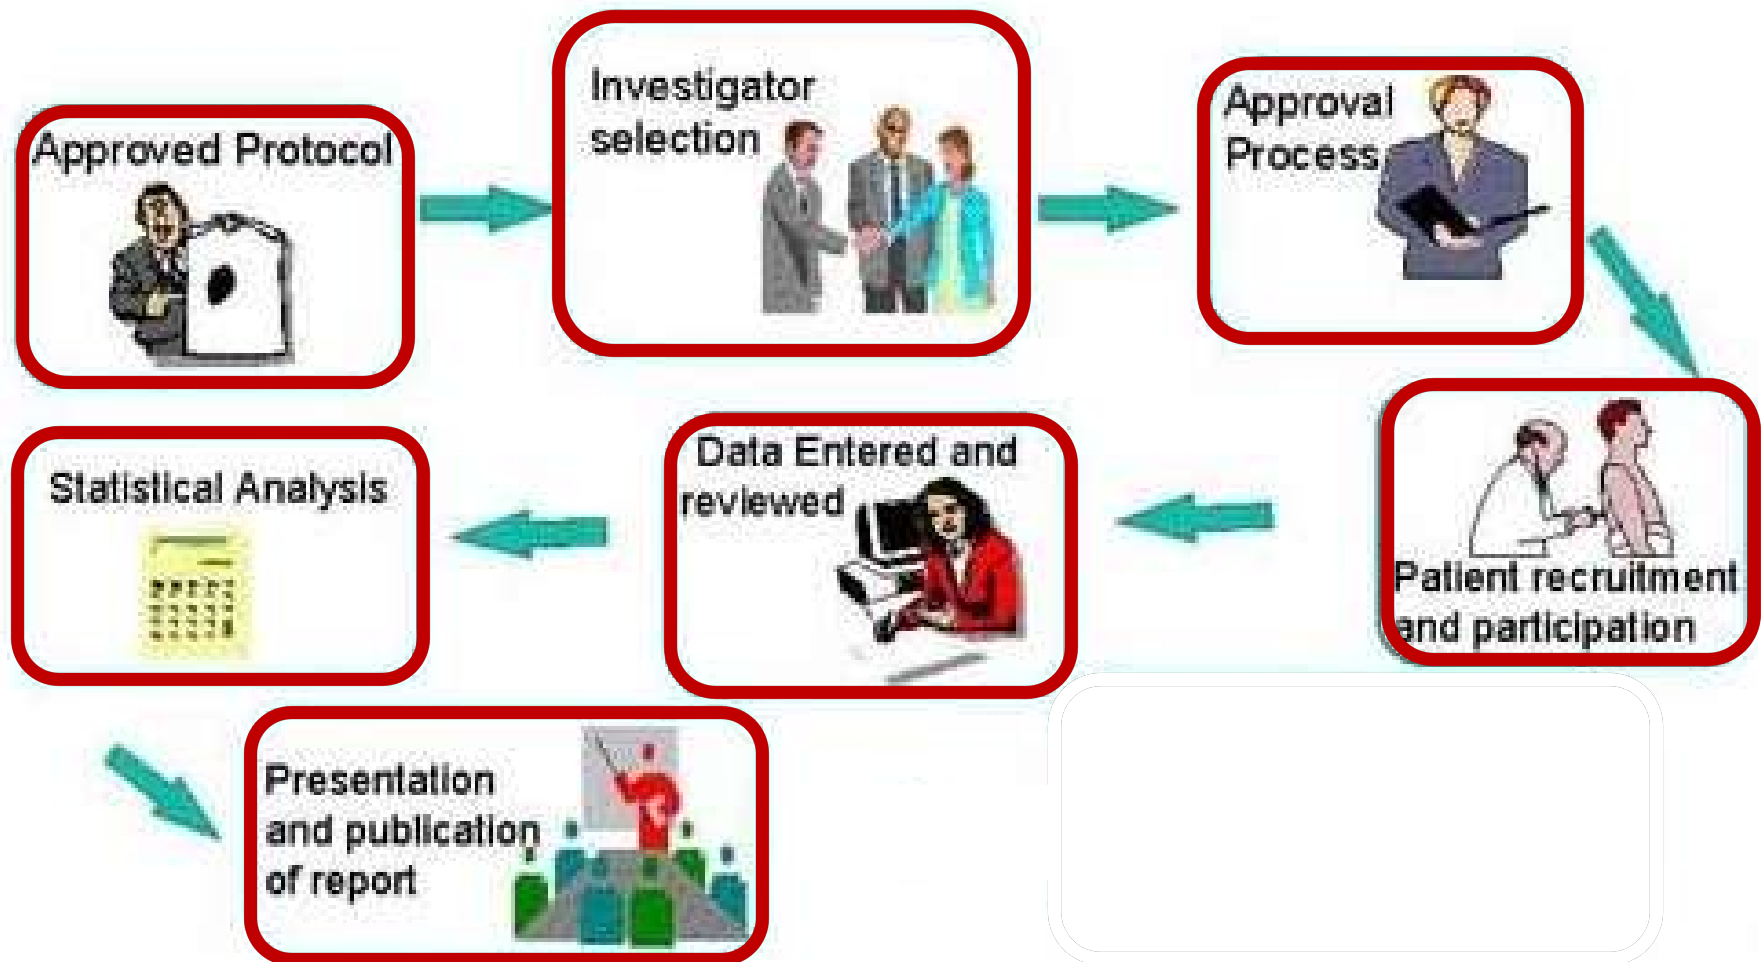 Approved Protocol
Investigator
selection
Approval
Process
Patient recruitment
and participation
Data Entered and
reviewed
Statistical Analysis
Presentation
and publication
of report